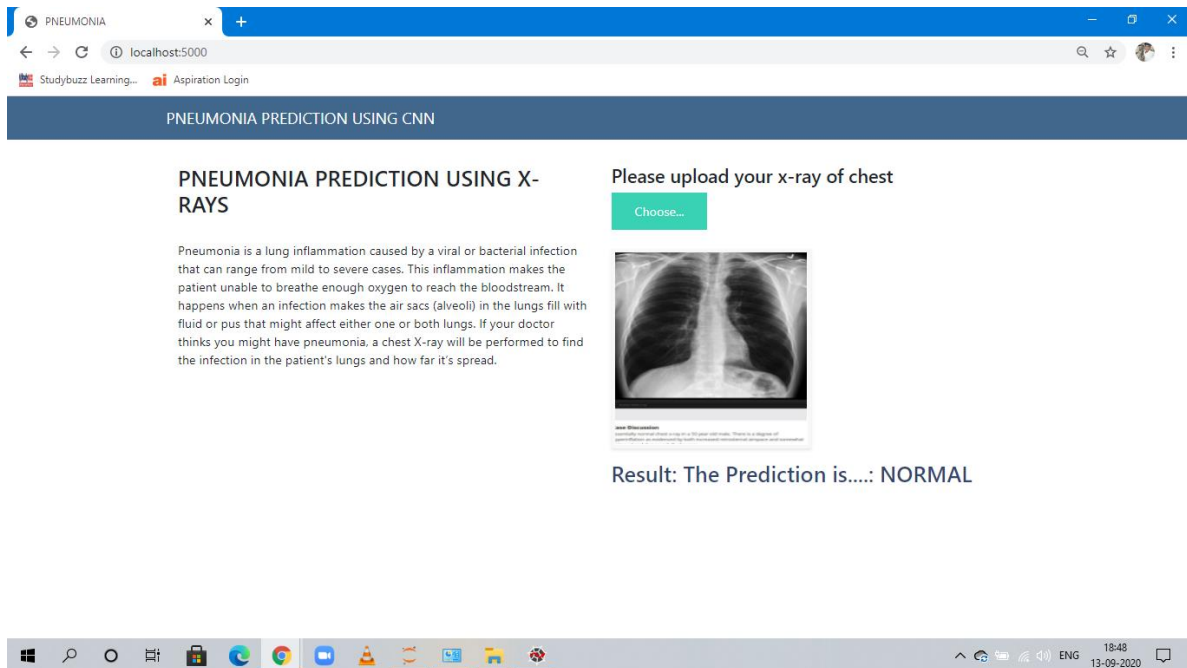 PNEUMONIA
localhost:5000
Studybuzz Learning...
ai Aspiration Login
PNEUMONIA PREDICTION USING CNN
PNEUMONIA PREDICTION USING X-
RAYS
Pneumonia is a lung inflammation caused by a viral or bacterial infection
that can range from mild to severe cases. This inflammation makes the
patient unable to breathe enough oxygen to reach the bloodstream. It
happens when an infection makes the air sacs (alveoli) in the lungs fill with
fluid or pus that might affect either one or both lungs. If your doctor
thinks you might have pneumonia, a chest X-ray will be performed to find
the infection in the patient's lungs and how far it's spread.
Please upload your x-ray of chest
Choose...
ase Discussion
Result: The Prediction is....: NORMAL
ENG
18:48
13-09-2020